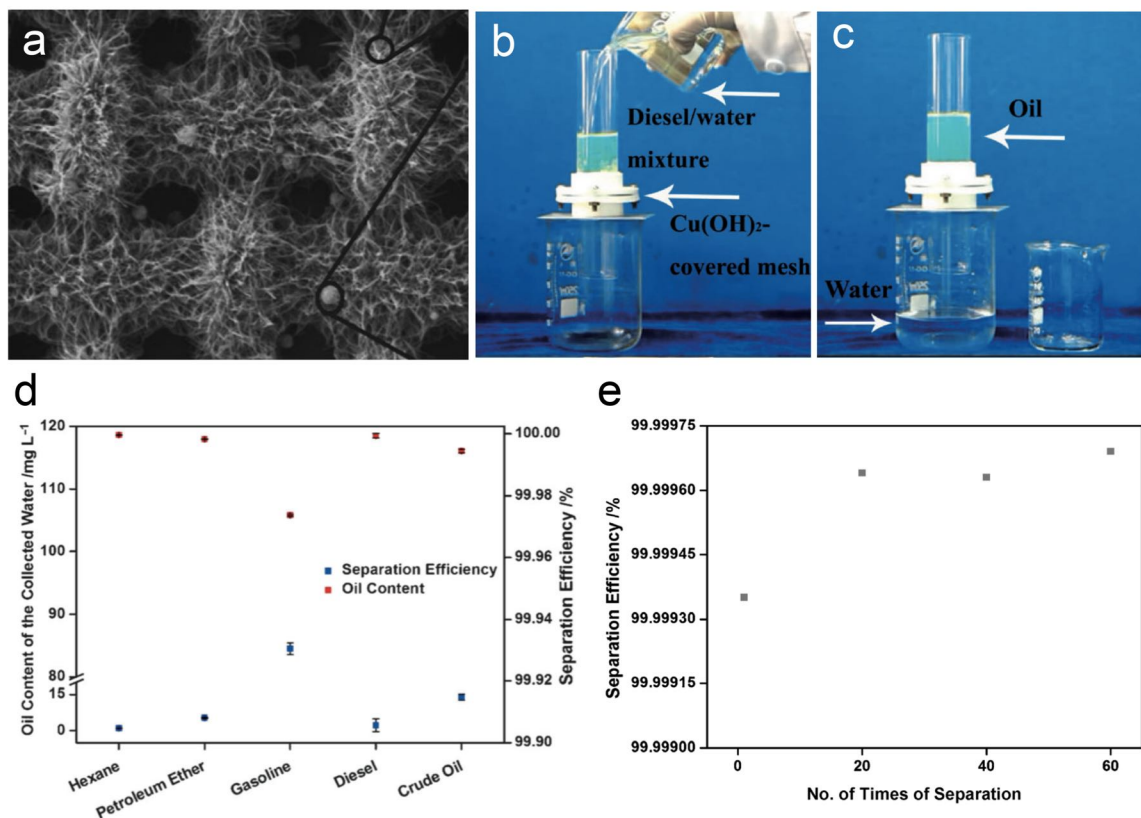 a
b
c
Diesel/water
mixture
Cu(OH)₂-
covered mesh
Oil
Water
d
Oil Content of the Collected Water /mg L⁻¹
120
110
100
90
80
15
0
Separation Efficiency
Oil Content
100.00
99.98
99.96
99.94
99.92
99.90
Separation Efficiency /%
Hexane
Petroleum Ether
Gasoline
Diesel
Crude Oil
e
Separation Efficiency /%
99.99975
99.99960
99.99945
99.99930
99.99915
99.99900
0
20
40
60
No. of Times of Separation